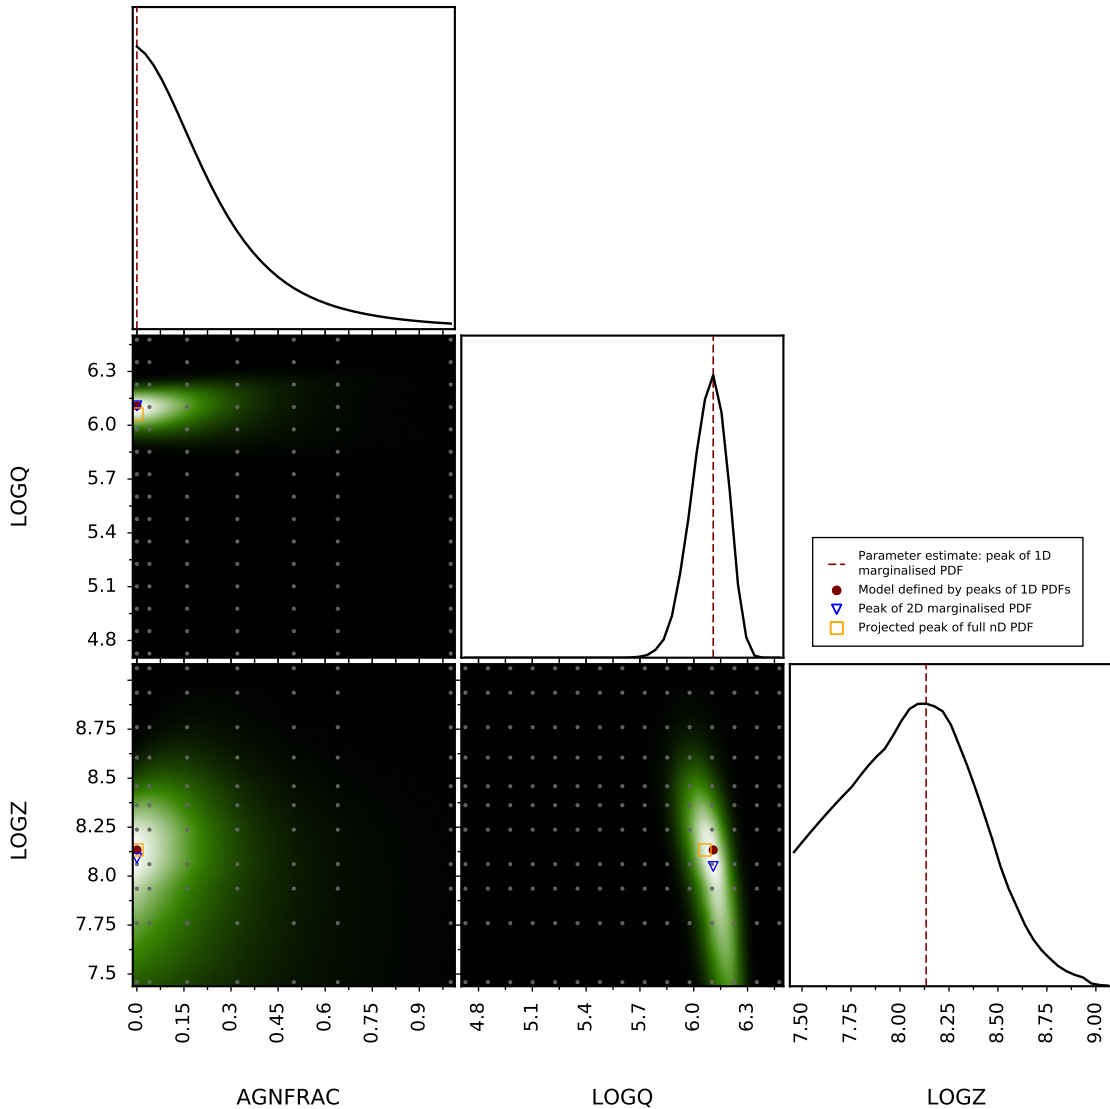 6.3
6.0
5.7
5.4
5.1
4.8
LOGQ
Parameter estimate: peak of 1D
marginalised PDF
Model defined by peaks of 1D PDFs
Peak of 2D marginalised PDF
Projected peak of full nD PDF
8.75
8.5
8.25
8.0
7.75
7.5
LOGZ
0.0 0.15 0.3 0.45 0.6 0.75 0.9
4.8 5.1 5.4 5.7 6.0 6.3
7.50 7.75 8.00 8.25 8.50 8.75 9.00
AGNFRAC LOGQ LOGZ